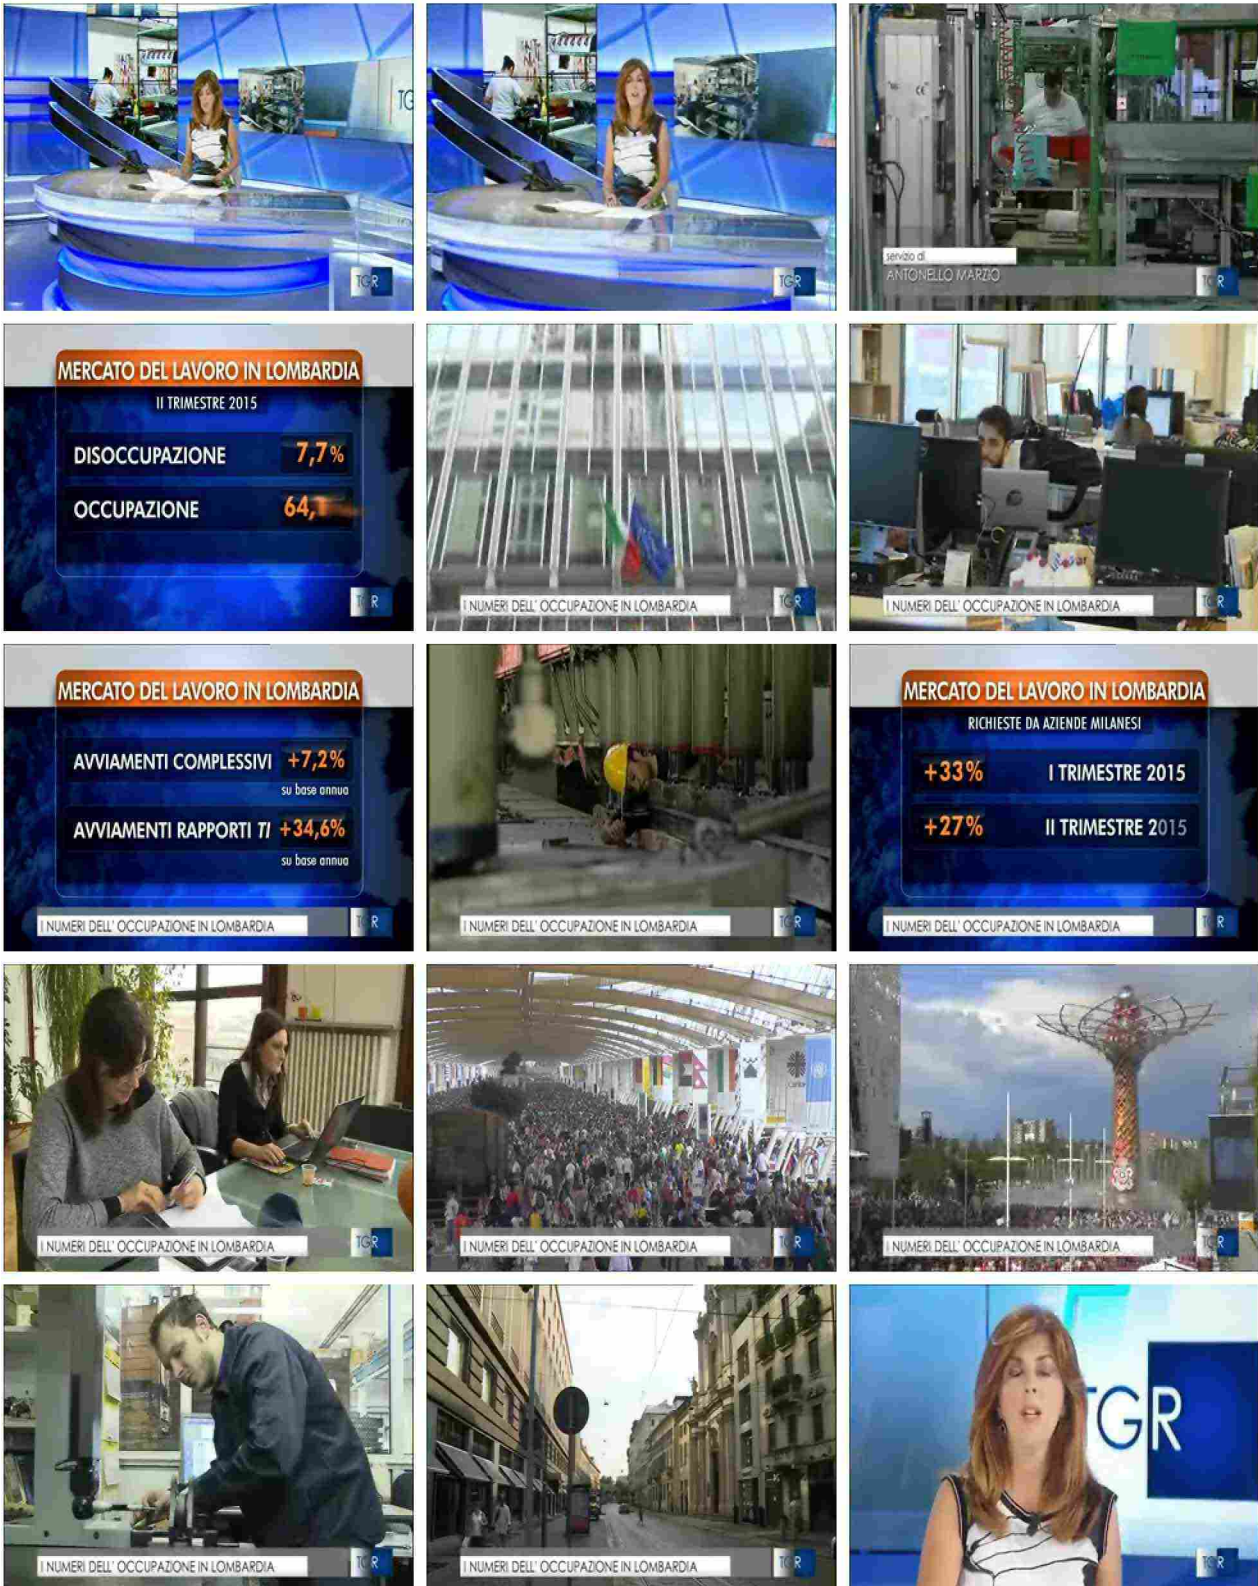 TG
TGR
TGR
servizio di
ANTONELLO MARZIO
TGR
MERCATO DEL LAVORO IN LOMBARDIA
II TRIMESTRE 2015
DISOCCUPAZIONE 7,7%
OCCUPAZIONE
TGR
I NUMERI DELL' OCCUPAZIONE IN LOMBARDIA
TGR
I NUMERI DELL' OCCUPAZIONE IN LOMBARDIA
TGR
MERCATO DEL LAVORO IN LOMBARDIA
AVVIAMENTI COMPLESSIVI +7,2%
su base annua
AVVIAMENTI RAPPORTI TI +34,6%
su base annua
I NUMERI DELL' OCCUPAZIONE IN LOMBARDIA
TGR
I NUMERI DELL' OCCUPAZIONE IN LOMBARDIA
TGR
MERCATO DEL LAVORO IN LOMBARDIA
RICHIESTE DA AZIENDE MILANESI
+33% I TRIMESTRE 2015
+27% II TRIMESTRE 2015
I NUMERI DELL' OCCUPAZIONE IN LOMBARDIA
TGR
I NUMERI DELL' OCCUPAZIONE IN LOMBARDIA
TGR
I NUMERI DELL' OCCUPAZIONE IN LOMBARDIA
TGR
I NUMERI DELL' OCCUPAZIONE IN LOMBARDIA
TGR
I NUMERI DELL' OCCUPAZIONE IN LOMBARDIA
TGR
I NUMERI DELL' OCCUPAZIONE IN LOMBARDIA
TGR
TGR
TGR